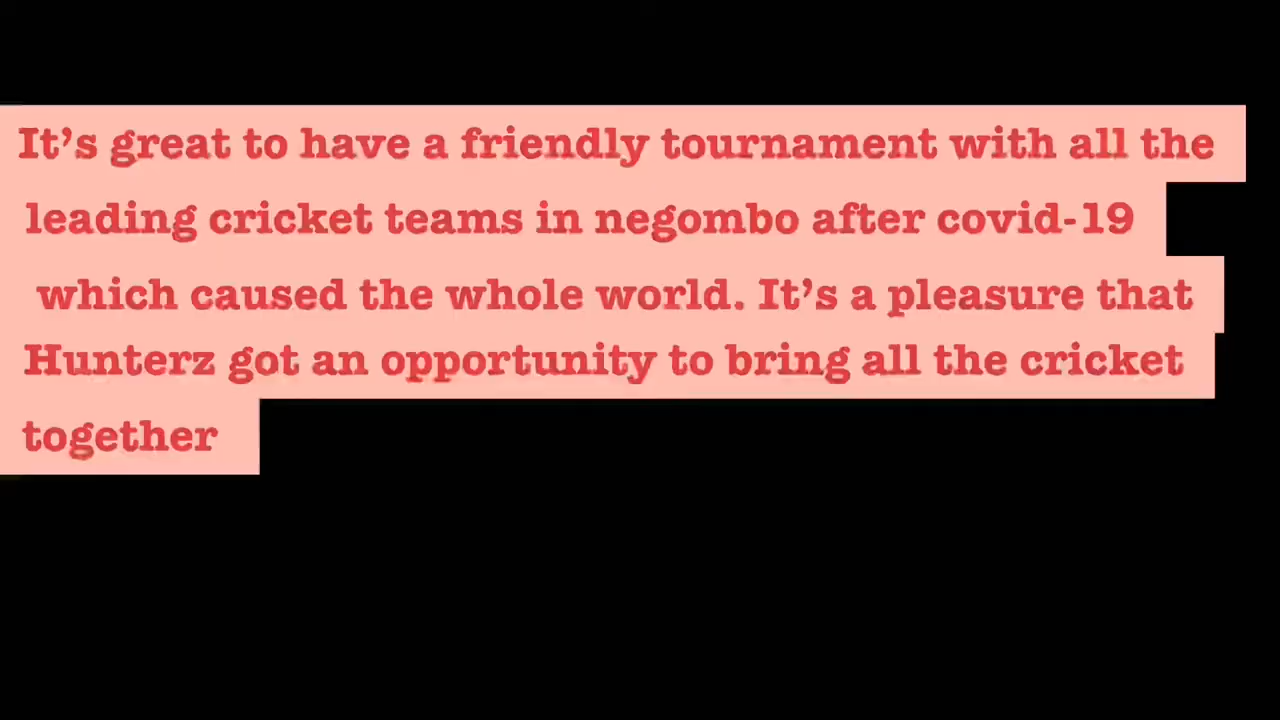 It’s great to have a friendly tournament with all the
leading cricket teams in negombo after covid-19
which caused the whole world. It’s a pleasure that
Hunterz got an opportunity to bring all the cricket
together